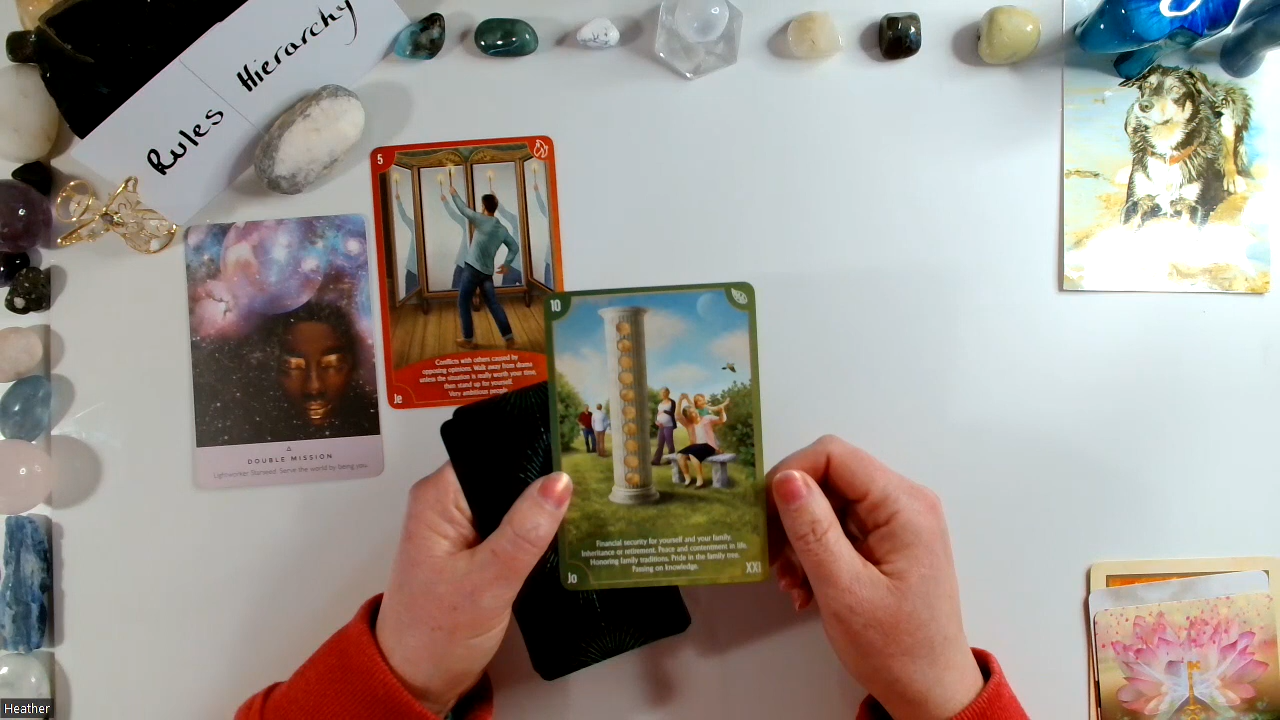 Rules
Hierarchy
5
Conflicts with others caused by
opposing opinions. Walk away from drama
unless the situation is really worth your time,
then stand up for yourself.
Very ambitious people.
Je
DOUBLE MISSION
Lightworker Starseed. Serve the world by being you.
10
Financial security for yourself and your family.
Inheritance or retirement. Peace and contentment in life.
Honoring family traditions. Pride in the family tree.
Passing on knowledge.
Jo
XXI
Heather